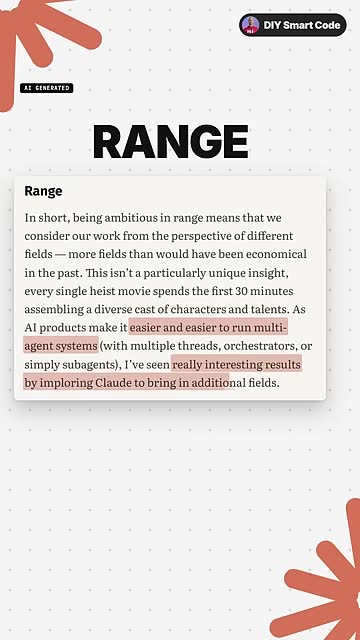 DIY Smart Code
AI GENERATED
RANGE
Range
In short, being ambitious in range means that we
consider our work from the perspective of different
fields — more fields than would have been economical
in the past. This isn't a particularly unique insight,
every single heist movie spends the first 30 minutes
assembling a diverse cast of characters and talents. As
AI products make it easier and easier to run multi-
agent systems (with multiple threads, orchestrators, or
simply subagents), I've seen really interesting results
by imploring Claude to bring in additional fields.